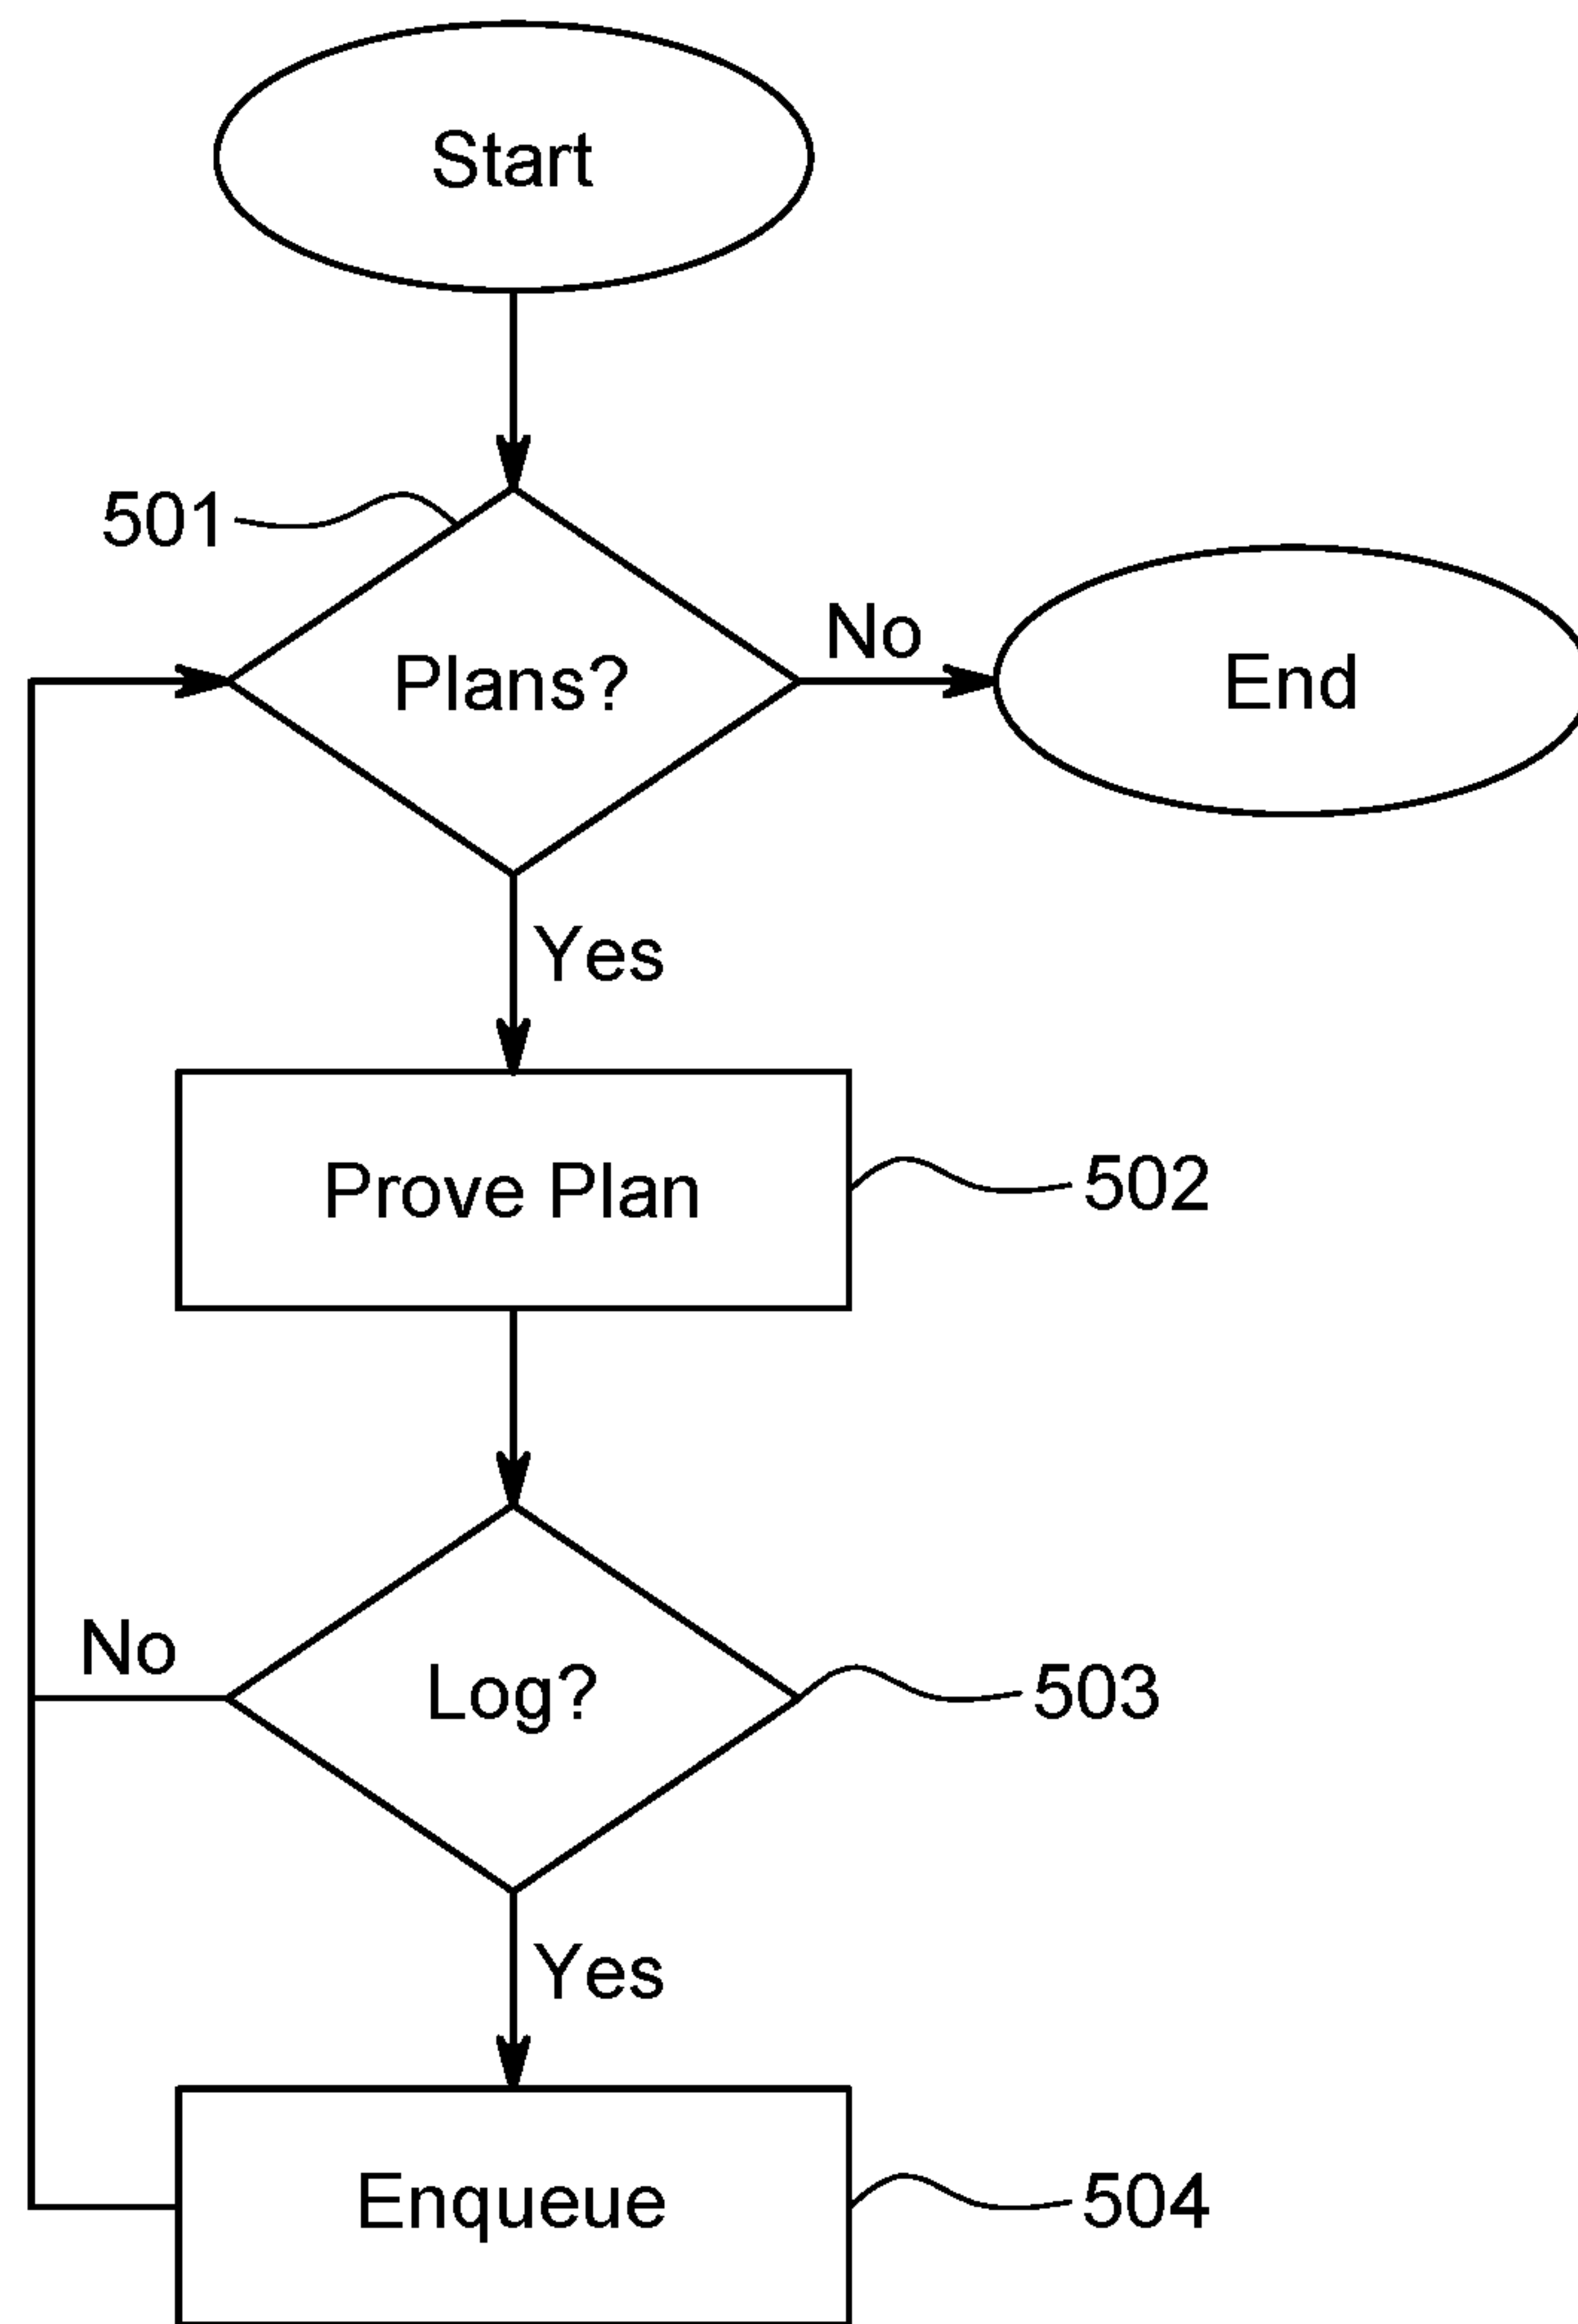 Start
501
Plans?
No
End
Yes
Prove Plan
502
No
Log?
503
Yes
Enqueue
504